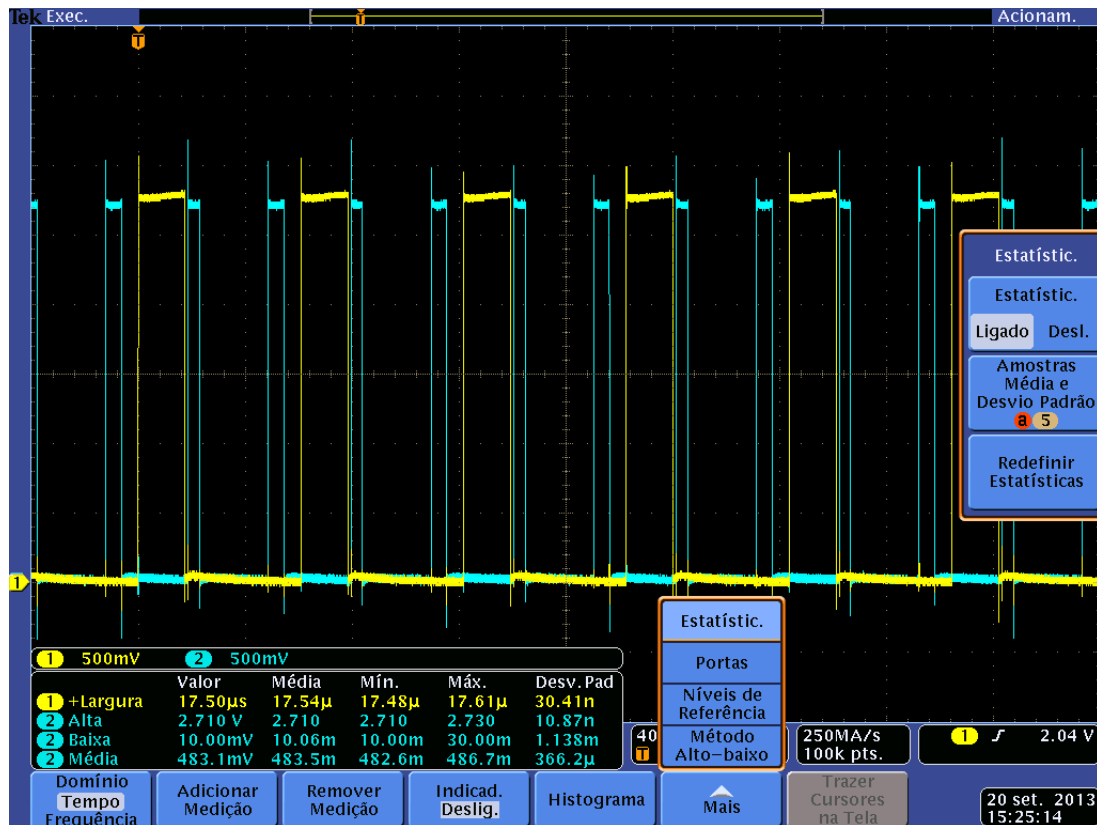 Tek Exec.
Acionam.
T
T
1
Estatístic.
Estatístic.
Ligado Desl.
Amostras
Média e
Desvio Padrão
a 5
Redefinir
Estatísticas
Estatístic.
Portas
Níveis de
Referência
Método
Alto-baixo
1 500mV 2 500mV
Valor Média Mín. Máx. Desv.Pad
1 +Largura 17.50µs 17.54µ 17.48µ 17.61µ 30.41n
2 Alta 2.710 V 2.710 2.710 2.730 10.87n
2 Baixa 10.00mV 10.06m 10.00m 30.00m 1.138m
2 Média 483.1mV 483.5m 482.6m 486.7m 366.2µ
40
T
250MA/s
100k pts.
1 2.04 V
Domínio
Tempo
Frequência
Adicionar
Medição
Remover
Medição
Indicad.
Deslig.
Histograma
Mais
Trazer
Cursores
na Tela
20 set. 2013
15:25:14